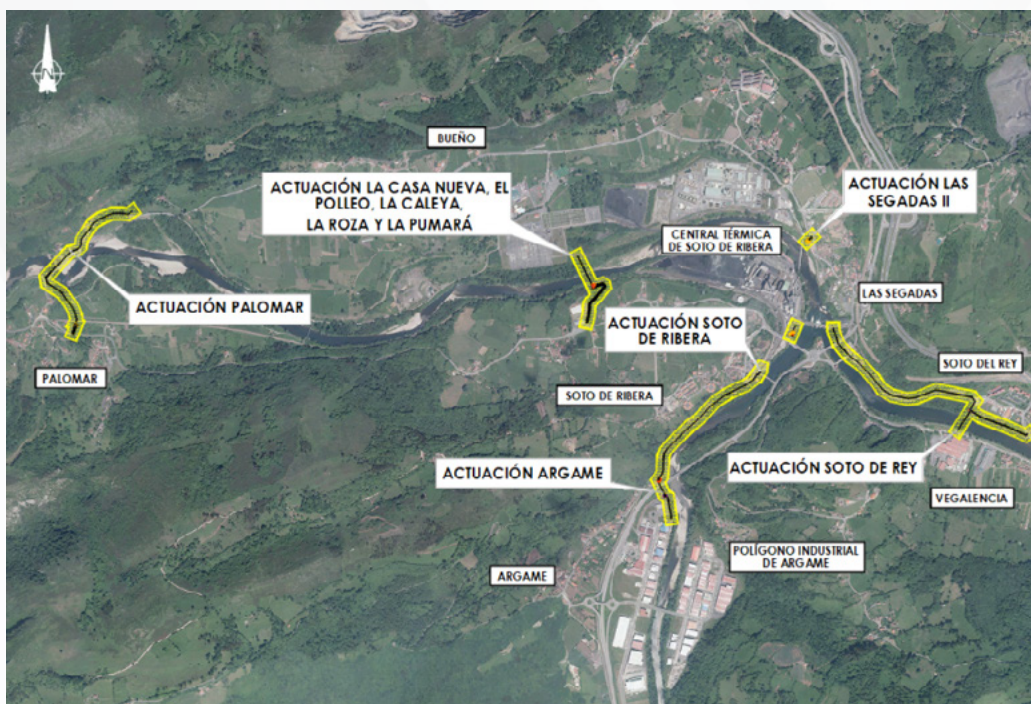 N
BUEÑO
ACTUACIÓN LA CASA NUEVA, EL
POLLEO, LA CALEYA,
LA ROZA Y LA PUMARÁ
ACTUACIÓN LAS
SEGADAS II
CENTRAL TÉRMICA
DE SOTO DE RIBERA
ACTUACIÓN PALOMAR
LAS SEGADAS
ACTUACIÓN SOTO
DE RIBERA
SOTO DEL REY
PALOMAR
SOTO DE RIBERA
ACTUACIÓN ARGAME
ACTUACIÓN SOTO DE REY
VEGALENCIA
POLÍGONO INDUSTRIAL
DE ARGAME
ARGAME